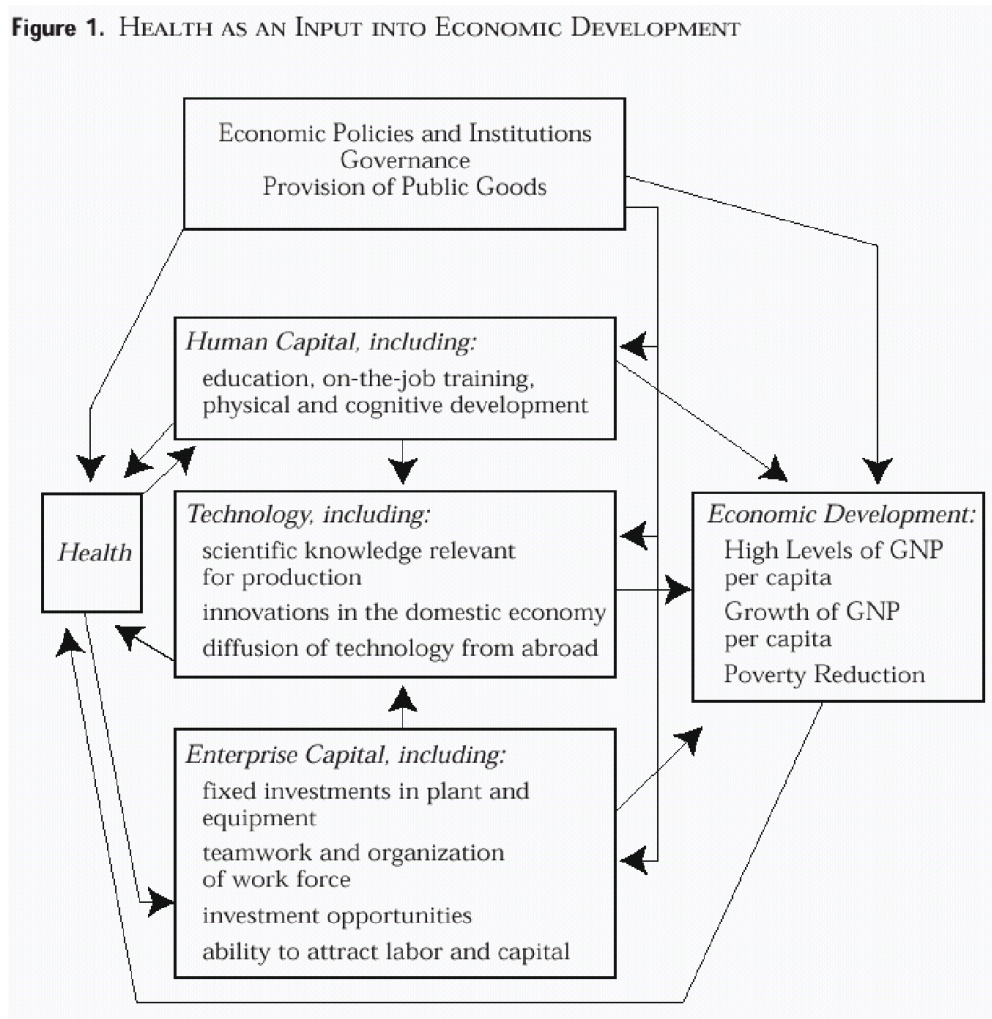 Figure 1. HEALTH AS AN INPUT INTO ECONOMIC DEVELOPMENT
Economic Policies and Institutions
Governance
Provision of Public Goods
Human Capital, including:
education, on-the-job training,
physical and cognitive development
Health
Technology, including:
scientific knowledge relevant
for production
innovations in the domestic economy
diffusion of technology from abroad
Economic Development:
High Levels of GNP
per capita
Growth of GNP
per capita
Poverty Reduction
Enterprise Capital, including:
fixed investments in plant and
equipment
teamwork and organization
of work force
investment opportunities
ability to attract labor and capital